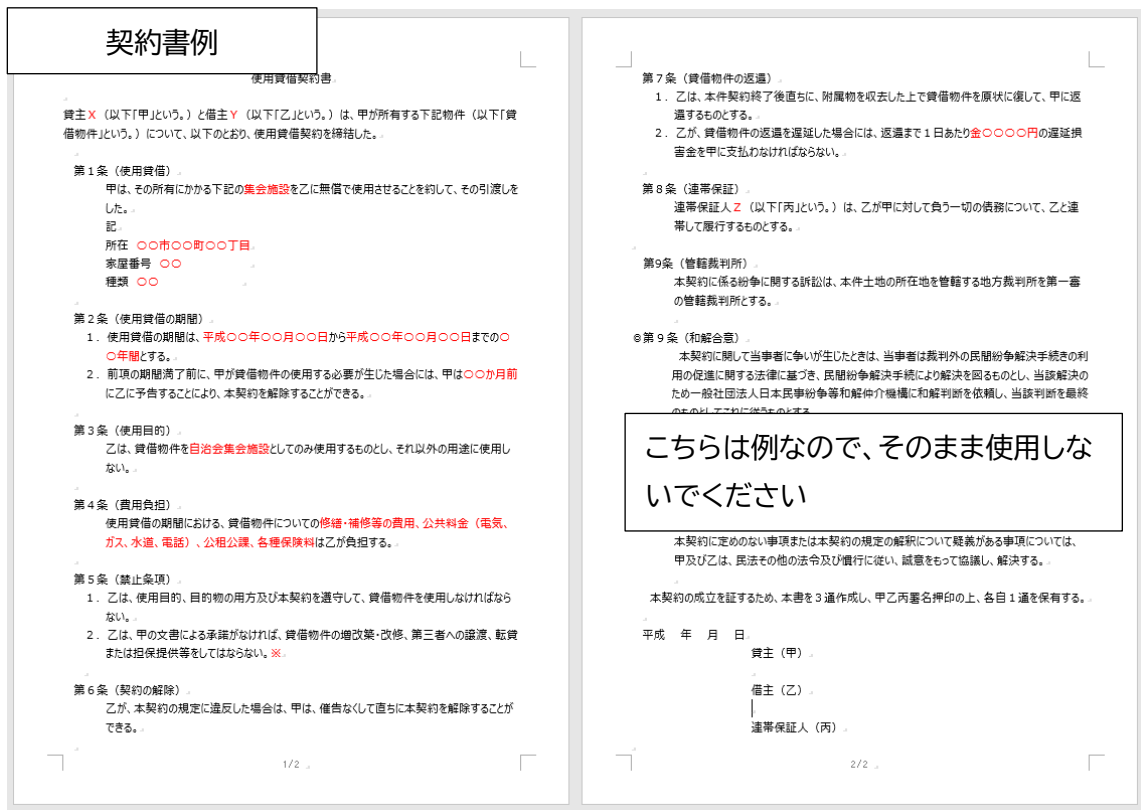 契約書例
使用貸借契約書
貸主X（以下「甲」という。）と借主Y（以下「乙」という。）は、甲が所有する下記物件（以下「貸
借物件」という。）について、以下のとおり、使用貸借契約を締結した。
第１条（使用貸借）
甲は、その所有にかかる下記の集会施設を乙に無償で使用させることを約して、その引渡しを
した。
記
所在 〇〇市〇〇町〇〇丁目
家屋番号 〇〇
種類 〇〇
第２条（使用貸借の期間）
１．使用貸借の期間は、平成〇〇年〇〇月〇〇日から平成〇〇年〇〇月〇〇日までの〇
〇年間とする。
２．前項の期間満了前に、甲が貸借物件の使用する必要が生じた場合には、甲は〇〇か月前
に乙に予告することにより、本契約を解除することができる。
第３条（使用目的）
乙は、貸借物件を自治会集会施設としてのみ使用するものとし、それ以外の用途に使用し
ない。
第４条（費用負担）
使用貸借の期間における、貸借物件についての修繕・補修等の費用、公共料金（電気、
ガス、水道、電話）、公租公課、各種保険料は乙が負担する。
第５条（禁止条項）
１．乙は、使用目的、目的物の用方及び本契約を遵守して、貸借物件を使用しなければなら
ない。
２．乙は、甲の文書による承諾がなければ、貸借物件の増改築・改修、第三者への譲渡、転貸
または担保提供等をしてはならない。※
第６条（契約の解除）
乙が、本契約の規定に違反した場合は、甲は、催告なくして直ちに本契約を解除することが
できる。
1/2
第７条（貸借物件の返還）
１．乙は、本件契約終了後直ちに、附属物を収去した上で貸借物件を原状に復して、甲に返
還するものとする。
２．乙が、貸借物件の返還を遅延した場合には、返還まで１日あたり金〇〇〇〇円の遅延損
害金を甲に支払わなければならない。
第８条（連帯保証）
連帯保証人Z（以下「丙」という。）は、乙が甲に対して負う一切の債務について、乙と連
帯して履行するものとする。
第9条（管轄裁判所）
本契約に係る紛争に関する訴訟は、本件土地の所在地を管轄する地方裁判所を第一審
の管轄裁判所とする。
◎第９条（和解合意）
本契約に関して当事者に争いが生じたときは、当事者は裁判外の民間紛争解決手続きの利
用の促進に関する法律に基づき、民間紛争解決手続により解決を図るものとし、当該解決の
ため一般社団法人日本民事紛争等和解仲介機構に和解判断を依頼し、当該判断を最終
のものとしてこれに従うものとする
こちらは例なので、そのまま使用しな
いでください
本契約に定めのない事項または本契約の規定の解釈について疑義がある事項については、
甲及び乙は、民法その他の法令及び慣行に従い、誠意をもって協議し、解決する。
本契約の成立を証するため、本書を３通作成し、甲乙丙署名押印の上、各自１通を保有する。
平成 年 月 日
貸主（甲）
借主（乙）
連帯保証人（丙）
2/2